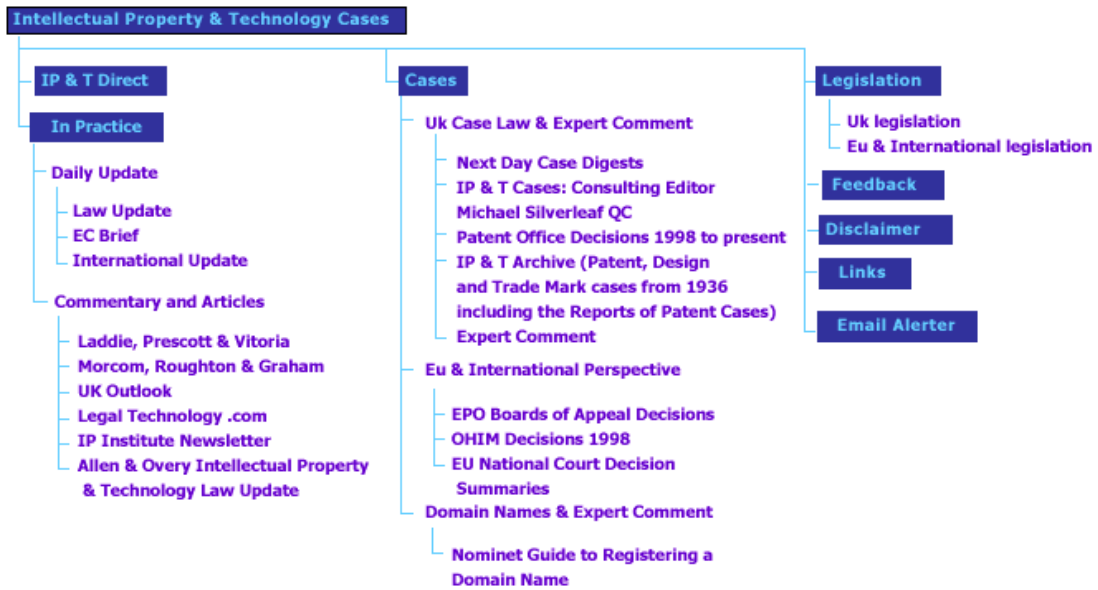 Intellectual Property & Technology Cases
IP & T Direct
In Practice
Daily Update
Law Update
EC Brief
International Update
Commentary and Articles
Laddie, Prescott & Vitoria
Morcom, Roughton & Graham
UK Outlook
Legal Technology .com
IP Institute Newsletter
Allen & Overy Intellectual Property
& Technology Law Update
Cases
Uk Case Law & Expert Comment
Next Day Case Digests
IP & T Cases: Consulting Editor
Michael Silverleaf QC
Patent Office Decisions 1998 to present
IP & T Archive (Patent, Design
and Trade Mark cases from 1936
including the Reports of Patent Cases)
Expert Comment
Eu & International Perspective
EPO Boards of Appeal Decisions
OHIM Decisions 1998
EU National Court Decision
Summaries
Domain Names & Expert Comment
Nominet Guide to Registering a
Domain Name
Legislation
Uk legislation
Eu & International legislation
Feedback
Disclaimer
Links
Email Alerter